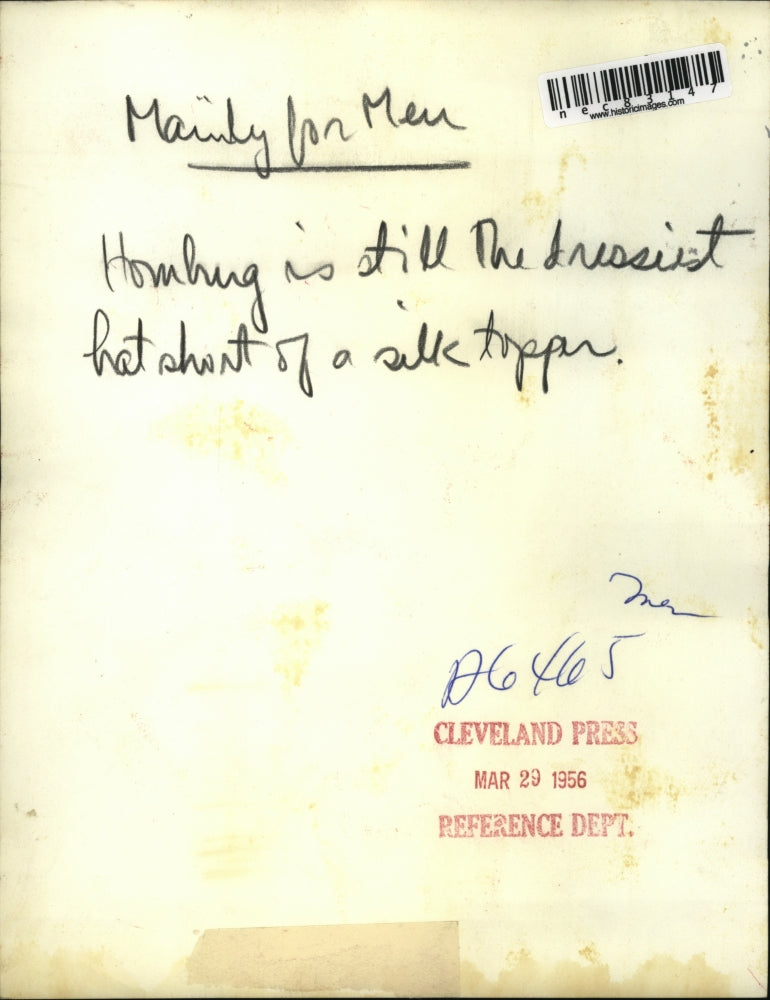 nec83147
www.historicimages.com
Mainly for Men
Homburg is still the dressiest
hat short of a silk topper.
Men
D6465
CLEVELAND PRESS
MAR 29 1956
REFERENCE DEPT.